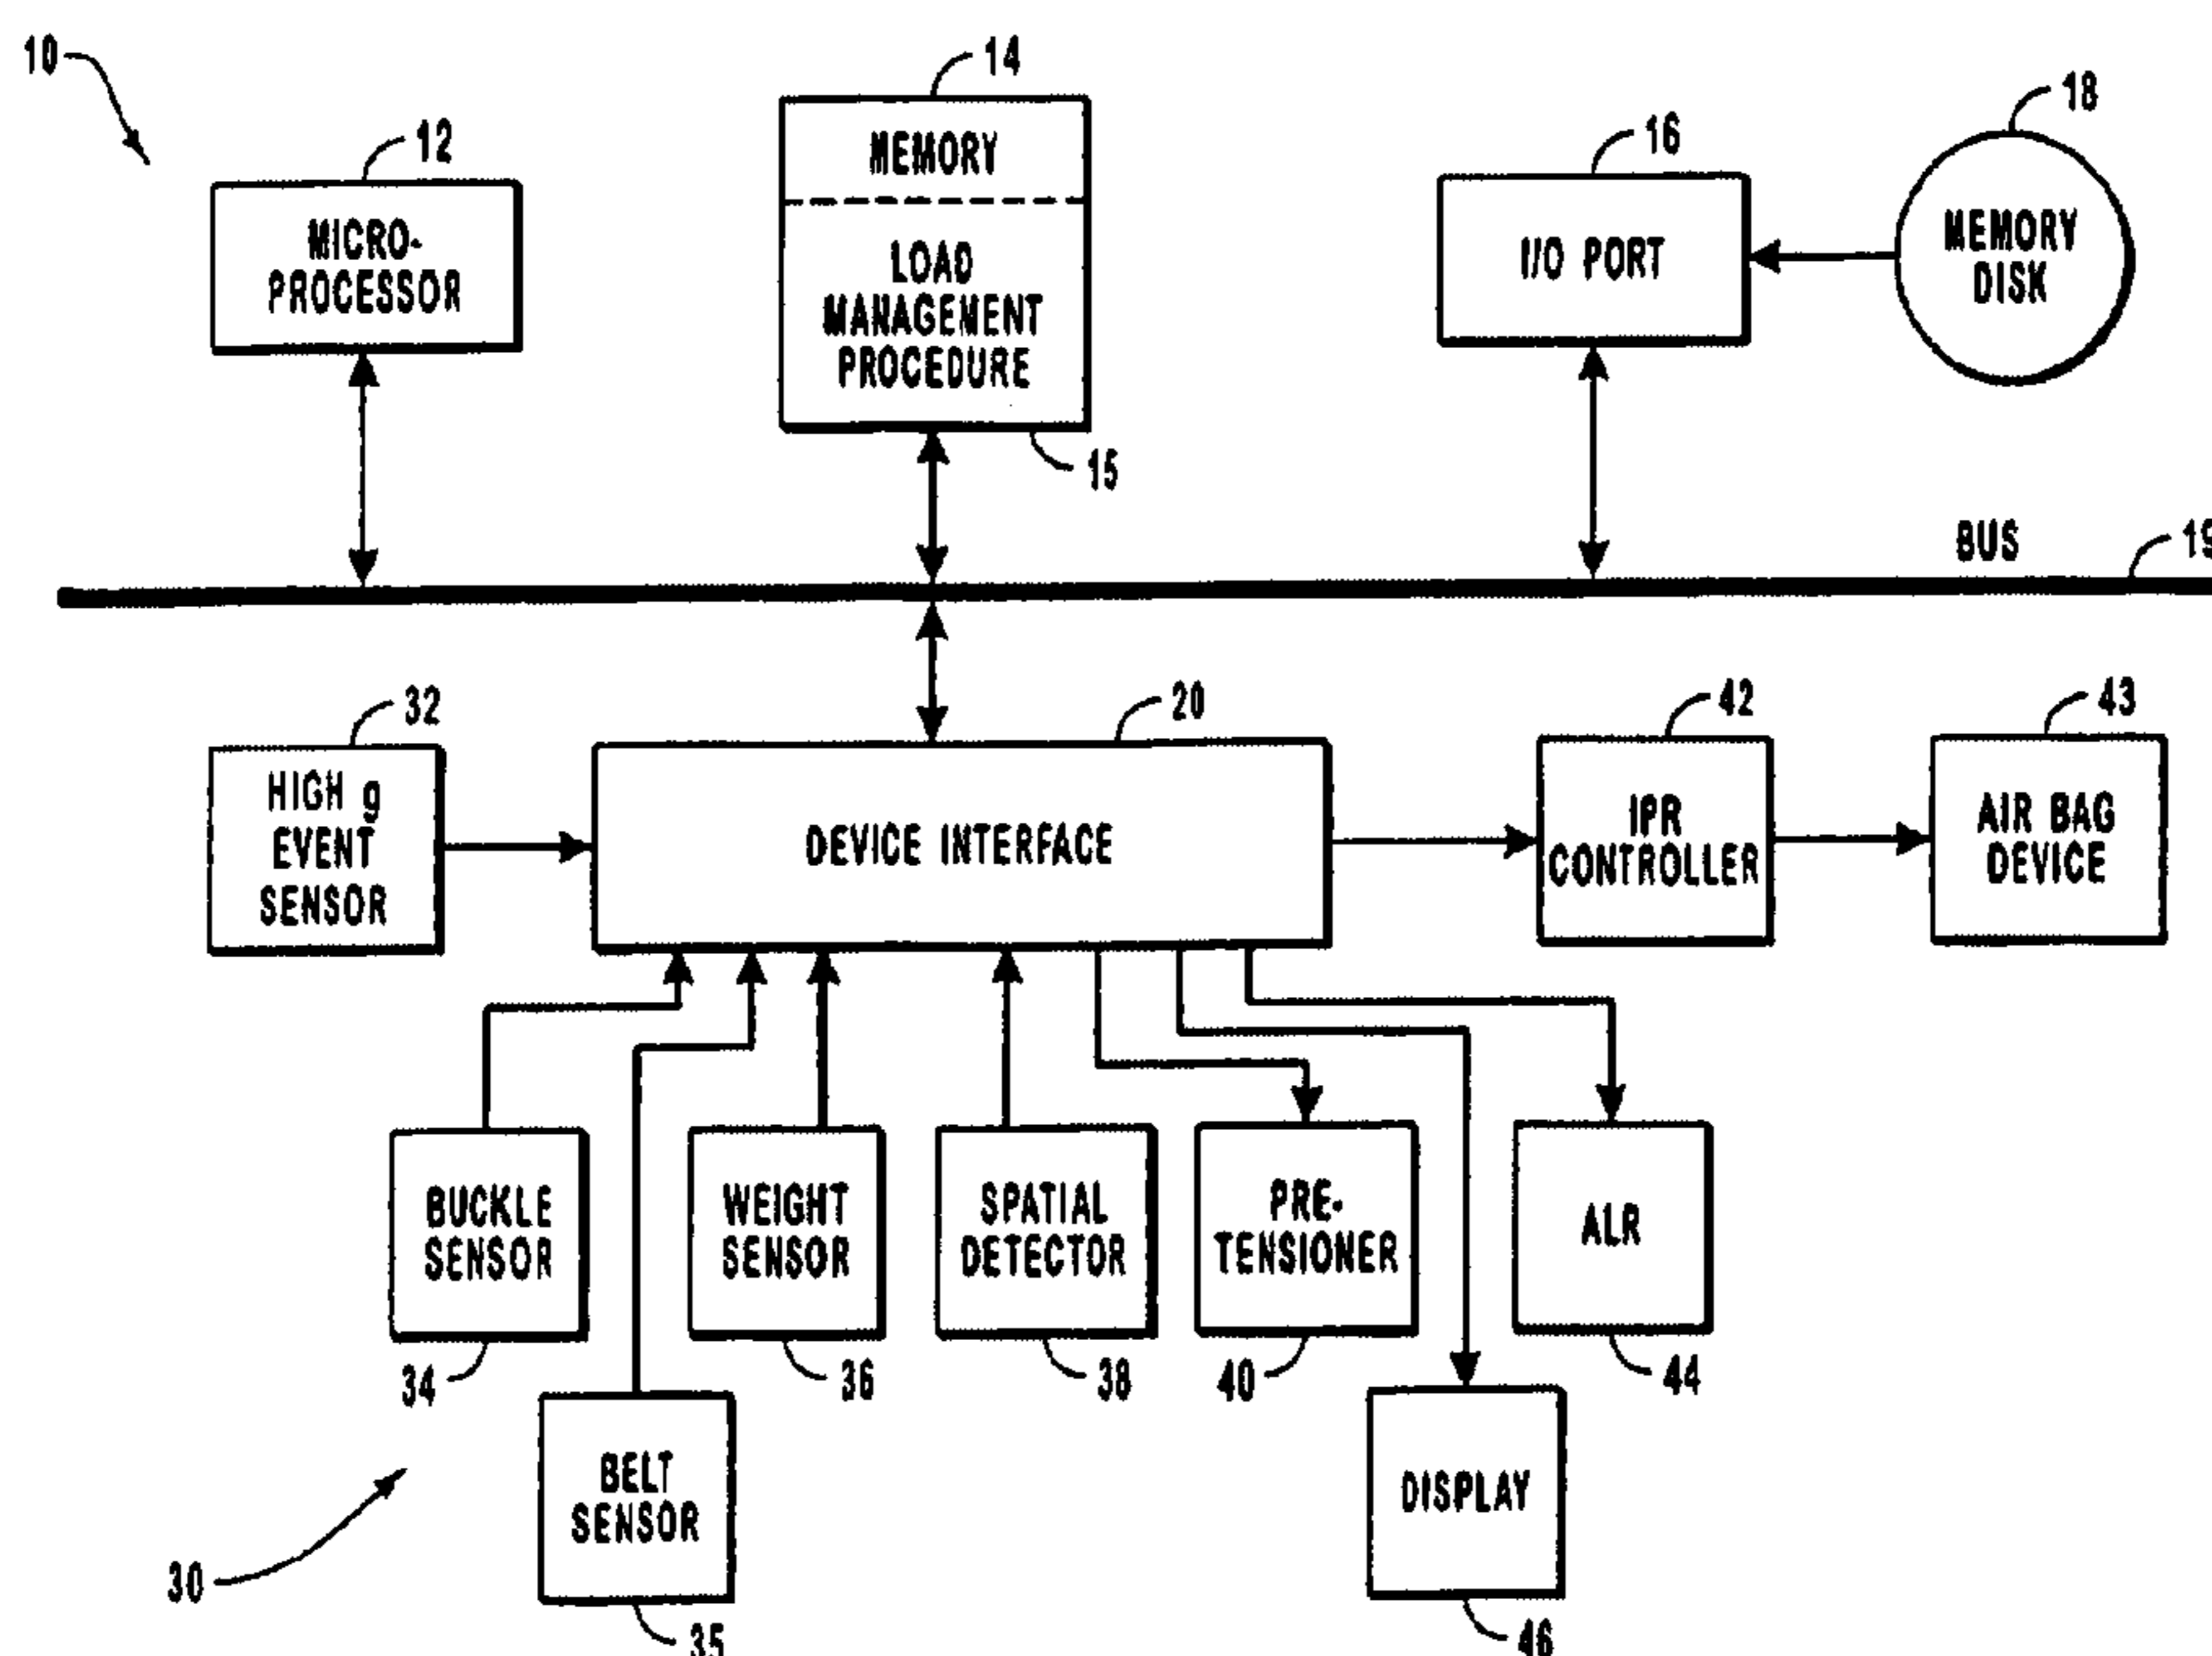 10
14
18
12
16
MEMORY
MICRO-
PROCESSOR
LOAD
MANAGEMENT
PROCEDURE
I/O PORT
MEMORY
DISK
15
BUS
19
32
20
42
43
HIGH g
EVENT
SENSOR
DEVICE INTERFACE
IPR
CONTROLLER
AIR BAG
DEVICE
BUCKLE
SENSOR
WEIGHT
SENSOR
SPATIAL
DETECTOR
PRE-
TENSIONER
ALR
34
36
38
40
44
BELT
SENSOR
DISPLAY
30
35
46